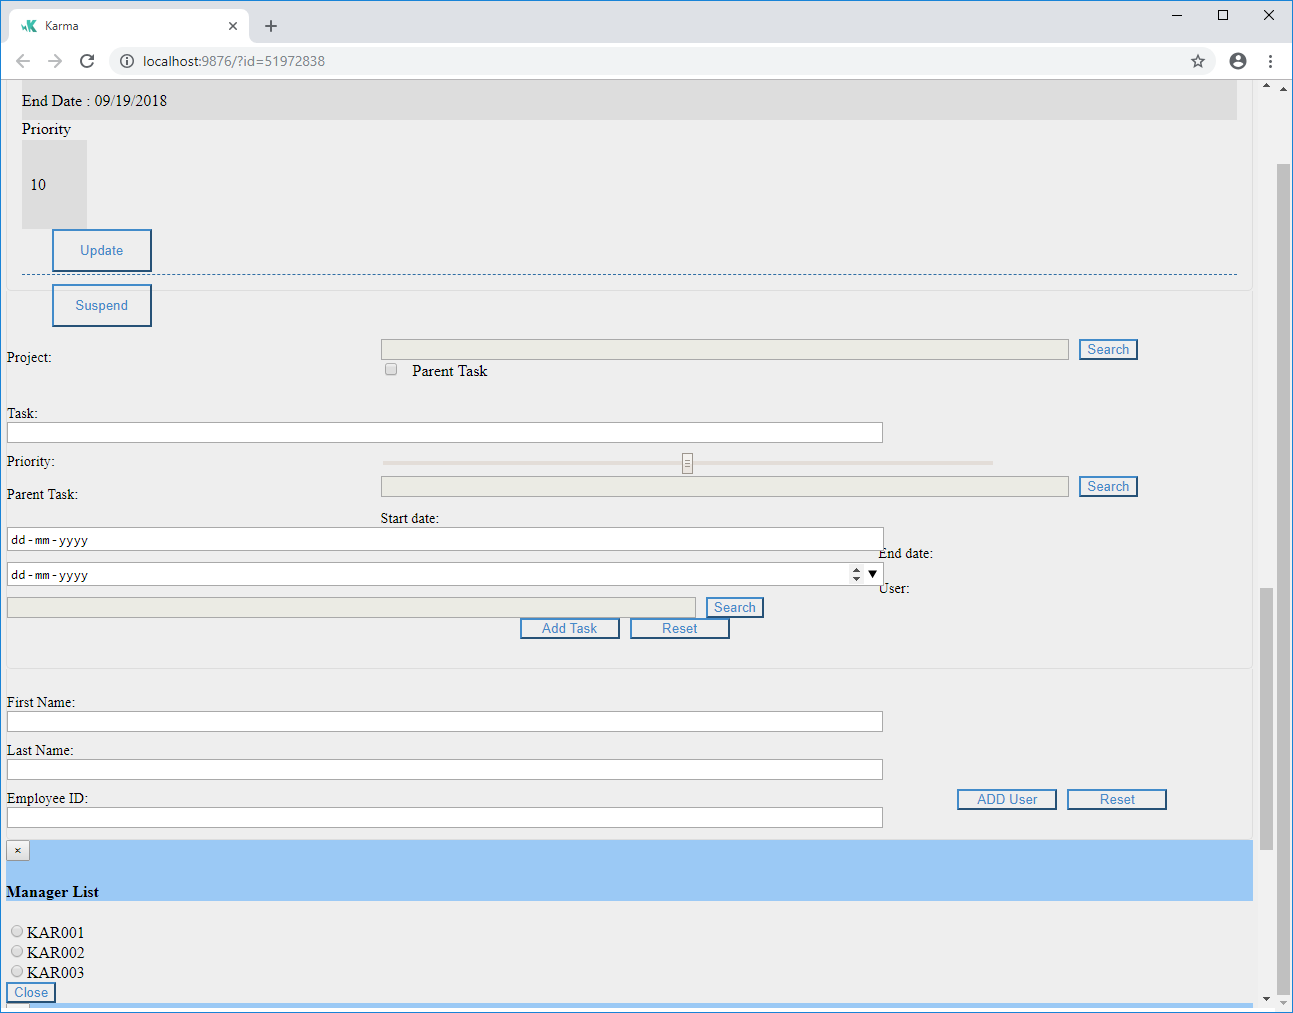 Karma
localhost:9876/?id=51972838
End Date : 09/19/2018
Priority
10
Update
Suspend
Project:
Search
Parent Task
Task:
Priority:
Parent Task:
Search
Start date:
dd-mm-yyyy
End date:
dd-mm-yyyy
User:
Search
Add Task Reset
First Name:
Last Name:
Employee ID:
ADD User Reset
×
Manager List
KAR001
KAR002
KAR003
Close